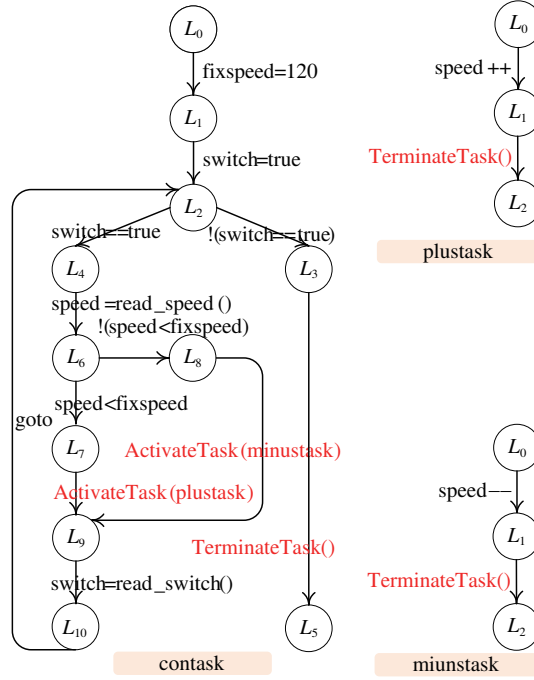 L0
fixspeed=120
L1
switch=true
L2
switch==true
!(switch==true)
L4
L3
speed=read_speed()
!(speed<fixspeed)
L6
L8
speed<fixspeed
goto
L7
ActivateTask(minustask)
ActivateTask(plustask)
L9
TerminateTask()
switch=read_switch()
L10
L5
contask
L0
speed++
L1
TerminateTask()
L2
plustask
L0
speed--
L1
TerminateTask()
L2
miunstask